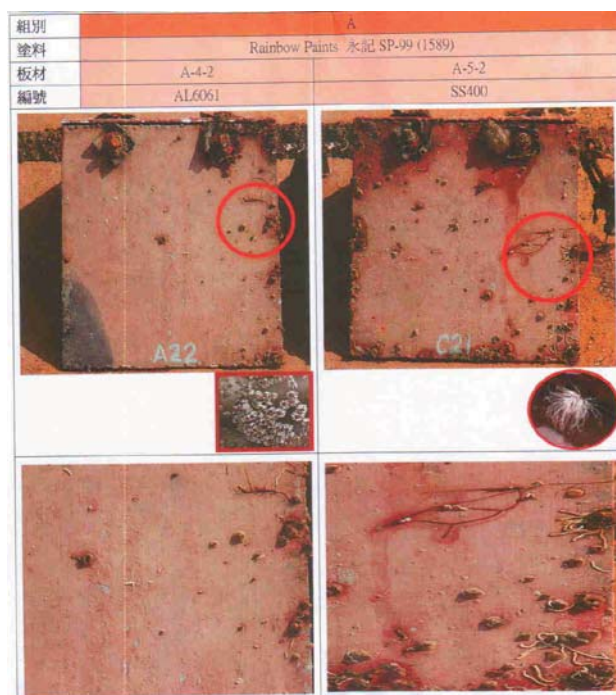 組別 A
塗料 Rainbow Paints 永記 SP-99 (1589)
板材 A-4-2 A-5-2
編號 AL6061 SS400
A22 C21